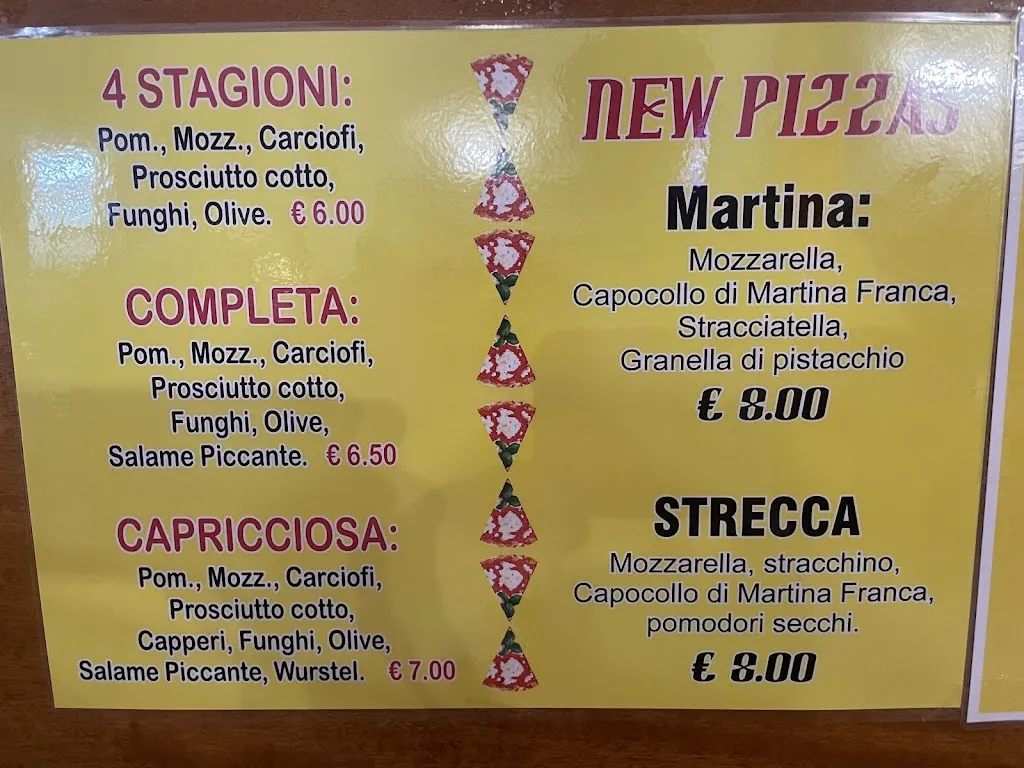 4 STAGIONI:
Pom., Mozz., Carciofi,
Prosciutto cotto,
Funghi, Olive. € 6.00
COMPLETA:
Pom., Mozz., Carciofi,
Prosciutto cotto,
Funghi, Olive,
Salame Piccante. € 6.50
CAPRICCIOSA:
Pom., Mozz., Carciofi,
Prosciutto cotto,
Capperi, Funghi, Olive,
Salame Piccante, Wurstel. € 7.00
NEW PIZZAS
Martina:
Mozzarella,
Capocollo di Martina Franca,
Stracciatella,
Granella di pistacchio
€ 8.00
STRECCA
Mozzarella, stracchino,
Capocollo di Martina Franca,
pomodori secchi.
€ 8.00